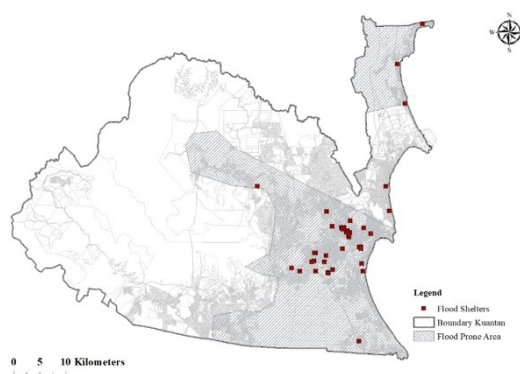 N
W E
S
Legend
Flood Shelters
Boundary Kuantan
Flood Prone Area
0 5 10 Kilometers